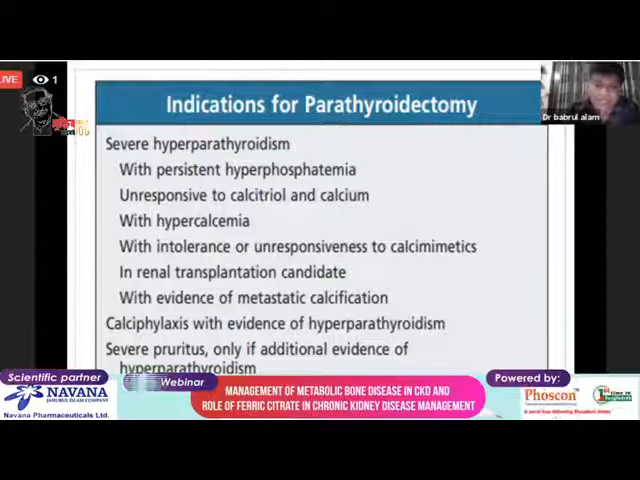 LIVE
1
Indications for Parathyroidectomy
Dr babrul alam
Severe hyperparathyroidism
With persistent hyperphosphatemia
Unresponsive to calcitriol and calcium
With hypercalcemia
With intolerance or unresponsiveness to calcimimetics
In renal transplantation candidate
With evidence of metastatic calcification
Calciphylaxis with evidence of hyperparathyroidism
Severe pruritus, only if additional evidence of
hyperparathyroidism
Scientific partner
NAVANA
Navana Pharmaceuticals Ltd.
Webinar
MANAGEMENT OF METABOLIC BONE DISEASE IN CKD AND
ROLE OF FERRIC CITRATE IN CHRONIC KIDNEY DISEASE MANAGEMENT
Powered by:
Phoscon